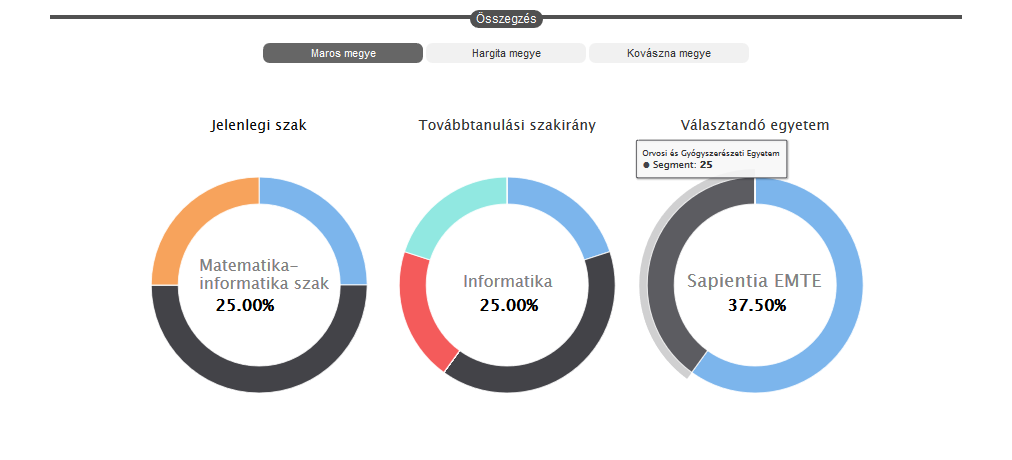 Összegzés
Maros megye
Hargita megye
Kovászna megye
Jelenlegi szak
Továbbtanulási szakirány
Választandó egyetem
Orvosi és Gyógyszerészeti Egyetem
● Segment: 25
Matematika-
informatika szak
25.00%
Informatika
25.00%
Sapientia EMTE
37.50%